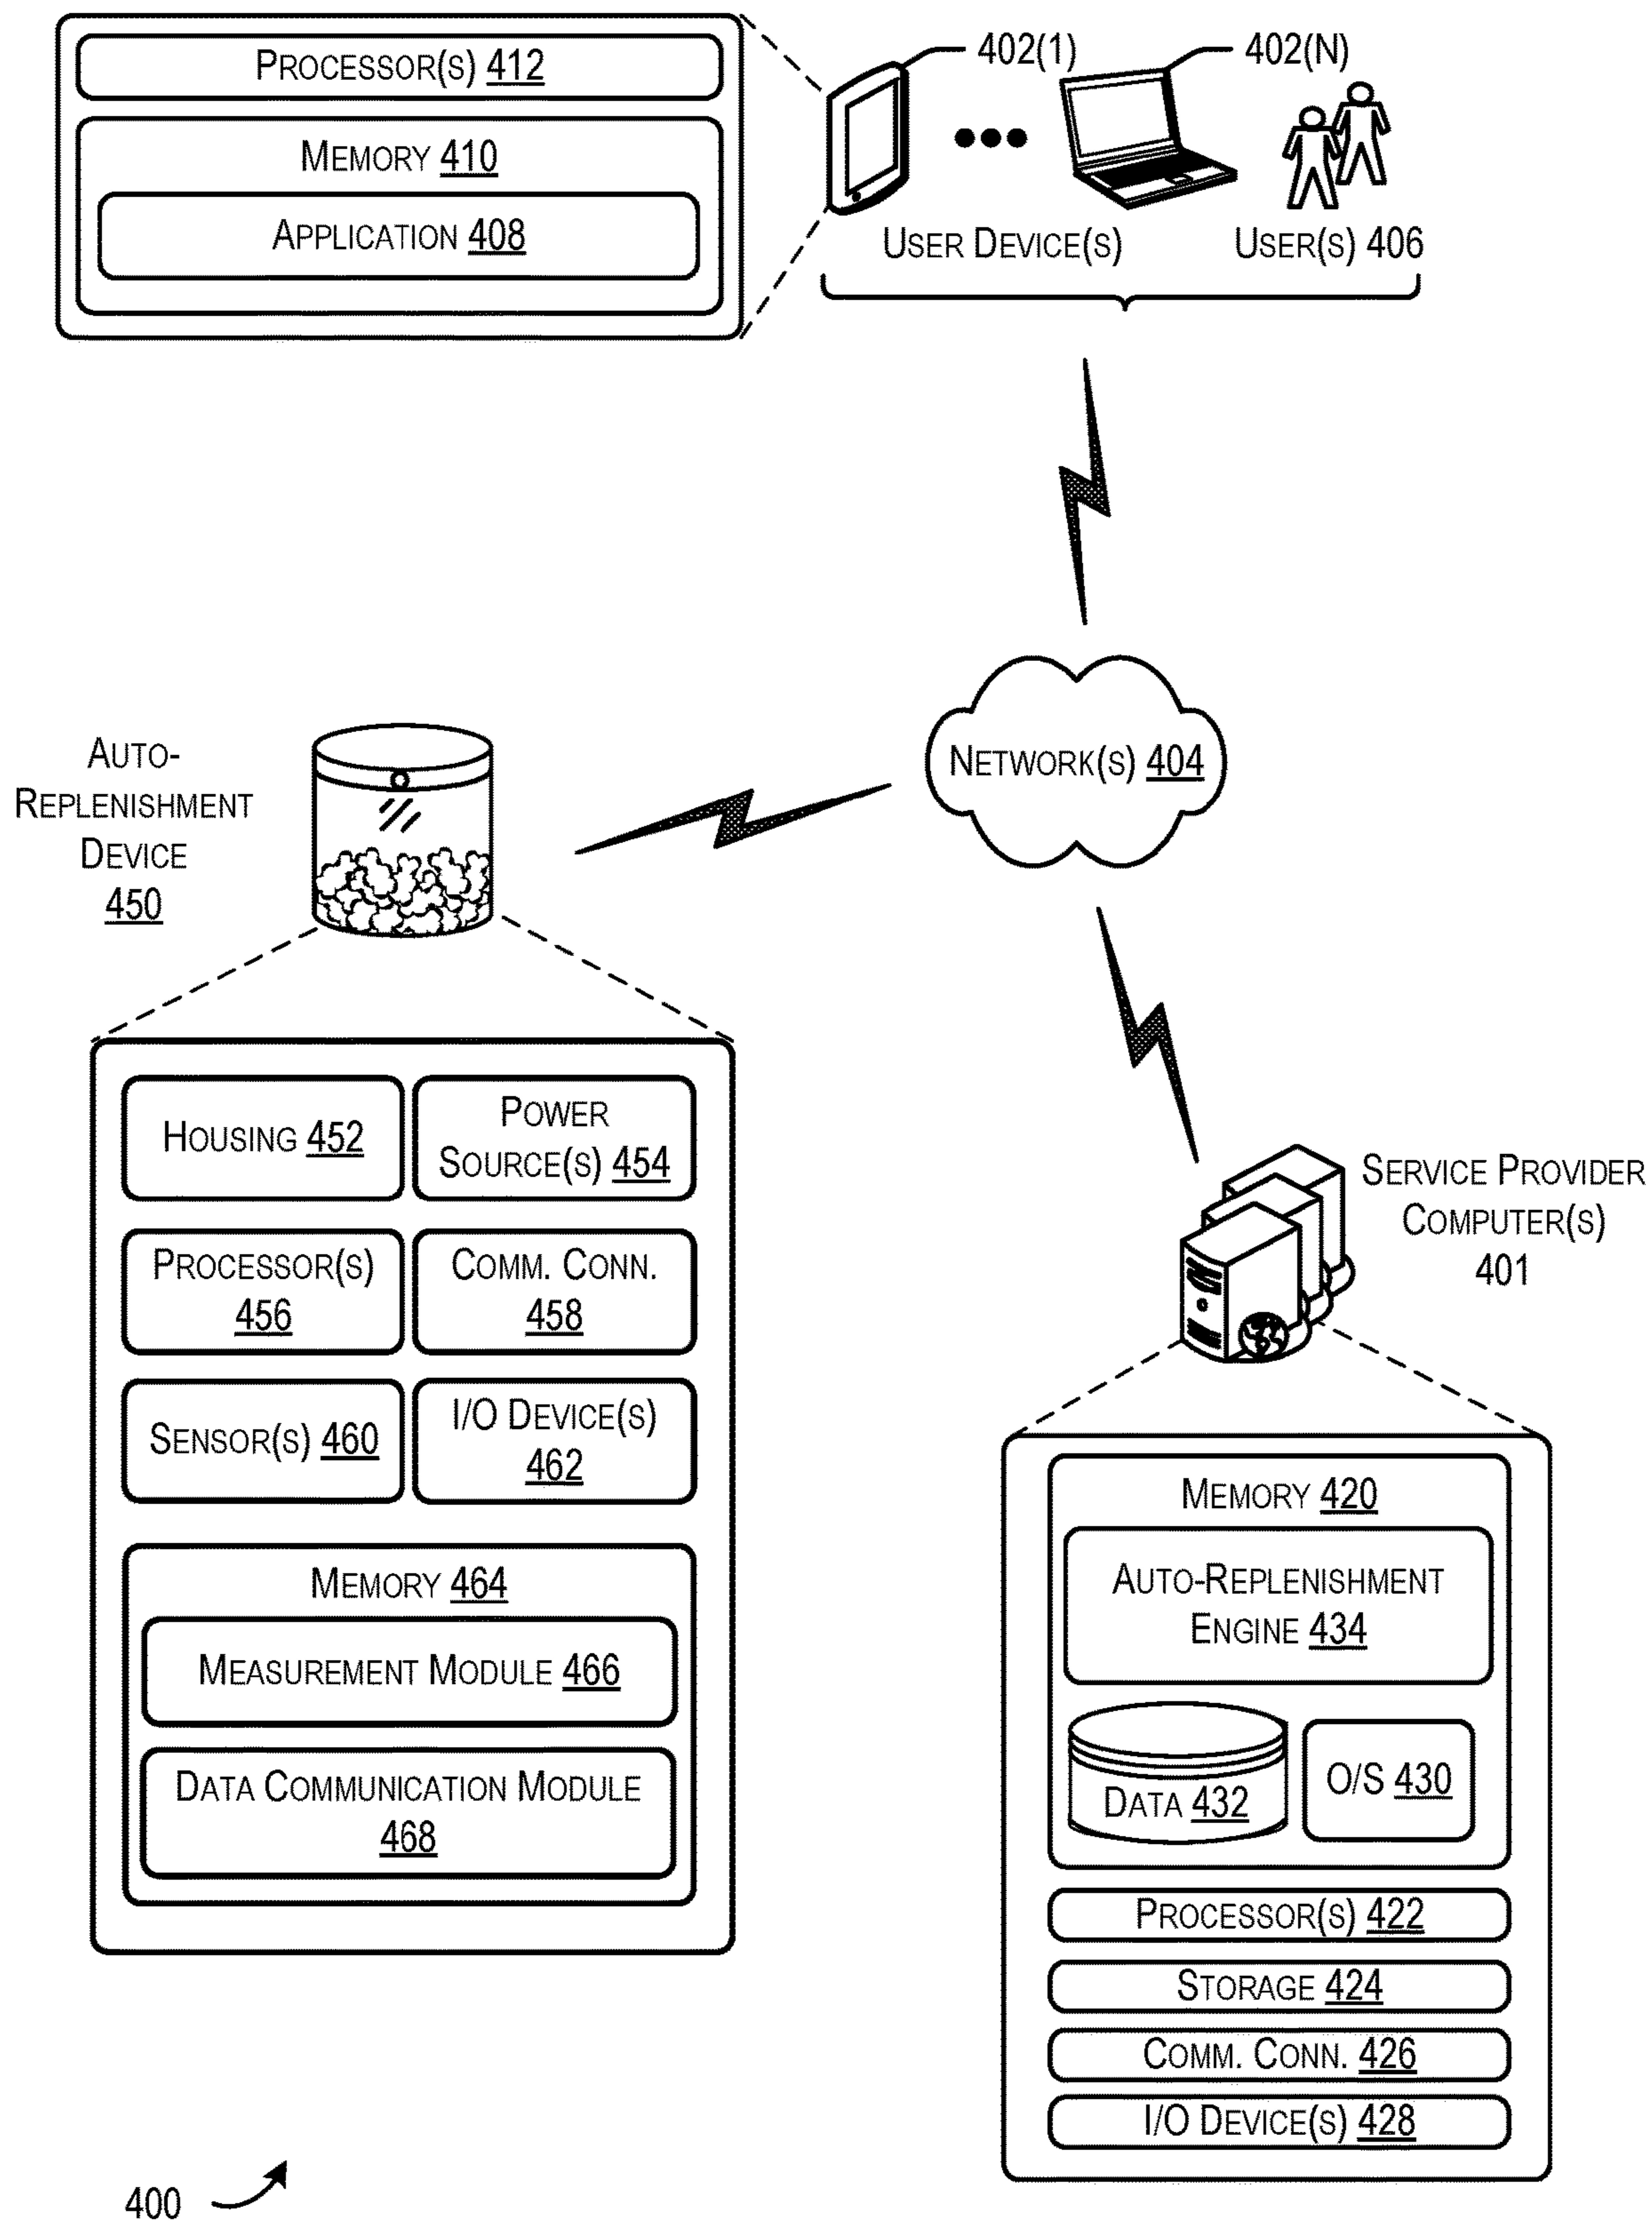 PROCESSOR(S) 412
MEMORY 410
APPLICATION 408
402(1)
402(N)
USER DEVICE(S)
USER(S) 406
NETWORK(S) 404
AUTO-
REPLENISHMENT
DEVICE
450
HOUSING 452
POWER
SOURCE(S) 454
PROCESSOR(S)
456
COMM. CONN.
458
SENSOR(S) 460
I/O DEVICE(S)
462
MEMORY 464
MEASUREMENT MODULE 466
DATA COMMUNICATION MODULE
468
SERVICE PROVIDER
COMPUTER(S)
401
MEMORY 420
AUTO-REPLENISHMENT
ENGINE 434
DATA 432
O/S 430
PROCESSOR(S) 422
STORAGE 424
COMM. CONN. 426
I/O DEVICE(S) 428
400